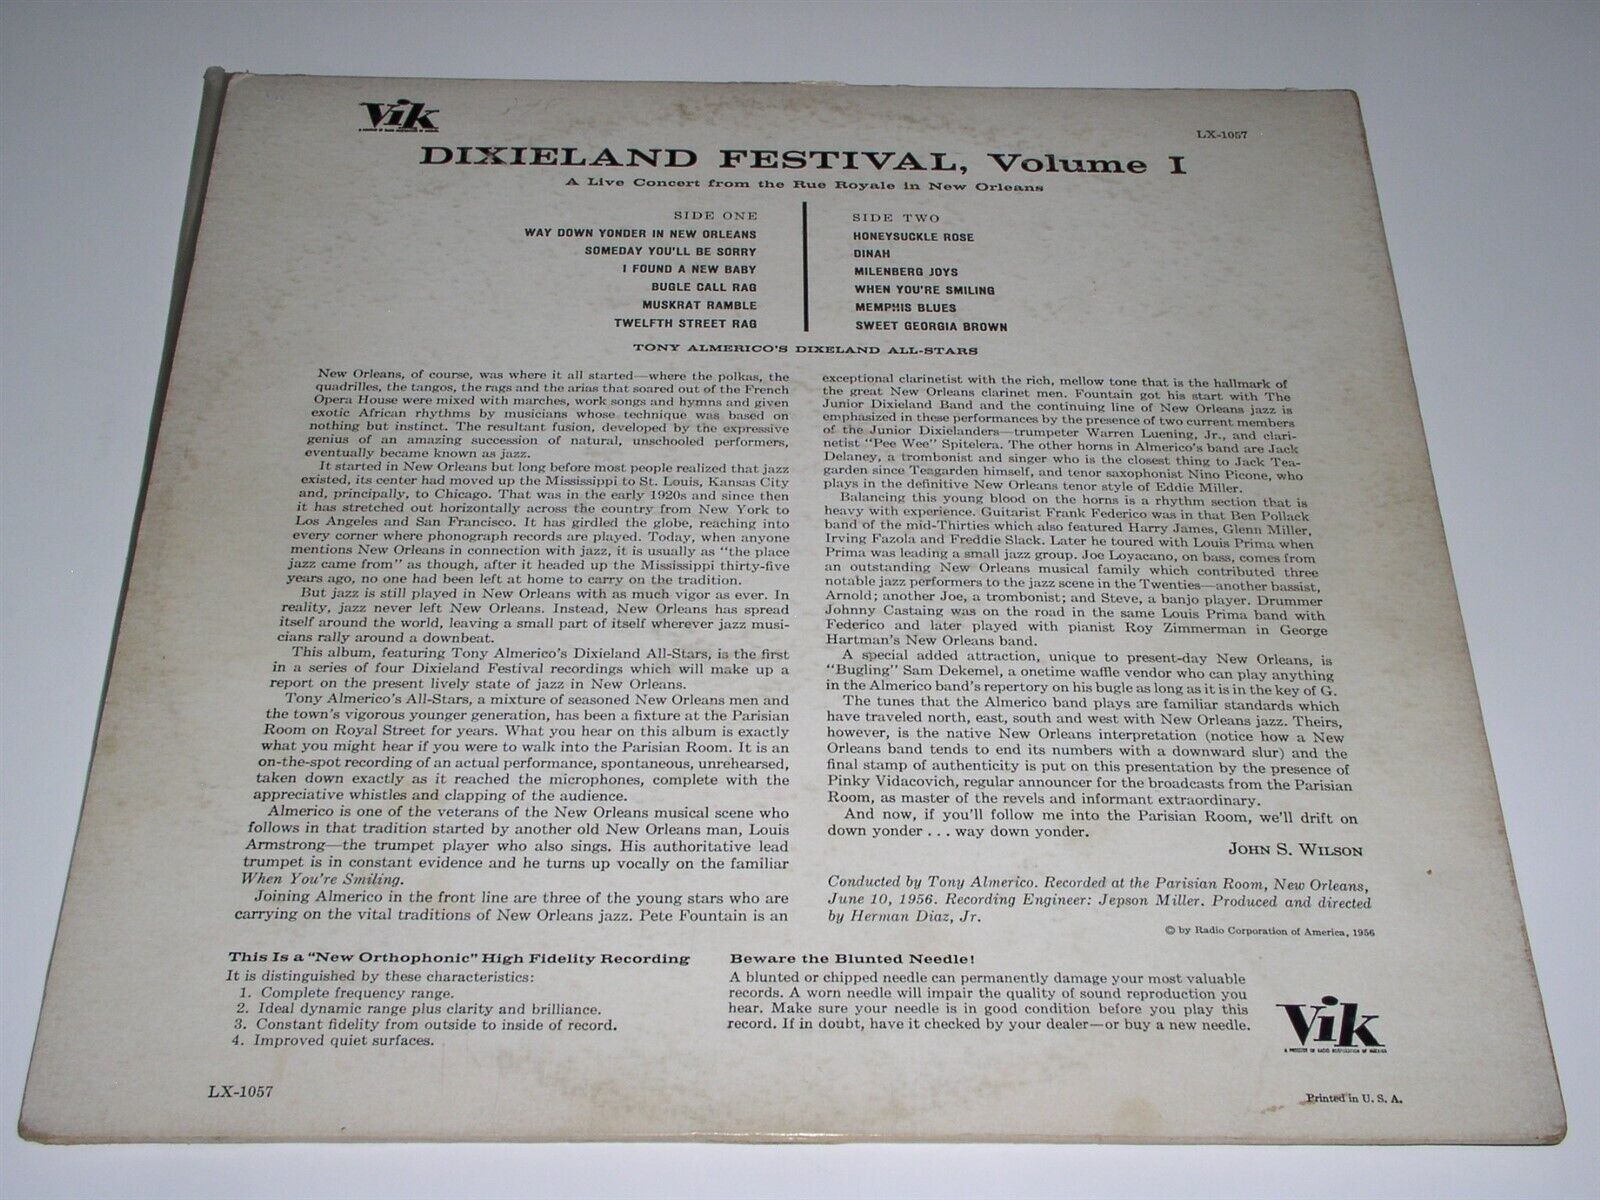 Vik
LX-1057
DIXIELAND FESTIVAL, Volume I
A Live Concert from the Rue Royale in New Orleans
SIDE ONE
WAY DOWN YONDER IN NEW ORLEANS
SOMEDAY YOU'LL BE SORRY
I FOUND A NEW BABY
BUGLE CALL RAG
MUSKRAT RAMBLE
TWELFTH STREET RAG
SIDE TWO
HONEYSUCKLE ROSE
DINAH
MILENBERG JOYS
WHEN YOU'RE SMILING
MEMPHIS BLUES
SWEET GEORGIA BROWN
TONY ALMERICO'S DIXELAND ALL-STARS
New Orleans, of course, was where it all started—where the polkas, the
quadrilles, the tangos, the rags and the arias that soared out of the French
Opera House were mixed with marches, work songs and hymns and given
exotic African rhythms by musicians whose technique was based on
nothing but instinct. The resultant fusion, developed by the expressive
genius of an amazing succession of natural, unschooled performers,
eventually became known as jazz.
It started in New Orleans but long before most people realized that jazz
existed, its center had moved up the Mississippi to St. Louis, Kansas City
and, principally, to Chicago. That was in the early 1920s and since then
it has stretched out horizontally across the country from New York to
Los Angeles and San Francisco. It has girdled the globe, reaching into
every corner where phonograph records are played. Today, when anyone
mentions New Orleans in connection with jazz, it is usually as "the place
jazz came from" as though, after it headed up the Mississippi thirty-five
years ago, no one had been left at home to carry on the tradition.
But jazz is still played in New Orleans with as much vigor as ever. In
reality, jazz never left New Orleans. Instead, New Orleans has spread
itself around the world, leaving a small part of itself wherever jazz musi-
cians rally around a downbeat.
This album, featuring Tony Almerico's Dixieland All-Stars, is the first
in a series of four Dixieland Festival recordings which will make up a
report on the present lively state of jazz in New Orleans.
Tony Almerico's All-Stars, a mixture of seasoned New Orleans men and
the town's vigorous younger generation, has been a fixture at the Parisian
Room on Royal Street for years. What you hear on this album is exactly
what you might hear if you were to walk into the Parisian Room. It is an
on-the-spot recording of an actual performance, spontaneous, unrehearsed,
taken down exactly as it reached the microphones, complete with the
appreciative whistles and clapping of the audience.
Almerico is one of the veterans of the New Orleans musical scene who
follows in that tradition started by another old New Orleans man, Louis
Armstrong—the trumpet player who also sings. His authoritative lead
trumpet is in constant evidence and he turns up vocally on the familiar
When You're Smiling.
Joining Almerico in the front line are three of the young stars who are
carrying on the vital traditions of New Orleans jazz. Pete Fountain is an
exceptional clarinetist with the rich, mellow tone that is the hallmark of
the great New Orleans clarinet men. Fountain got his start with The
Junior Dixieland Band and the continuing line of New Orleans jazz is
emphasized in these performances by the presence of two current members
of the Junior Dixielanders—trumpeter Warren Luening, Jr., and clari-
netist "Pee Wee" Spitelera. The other horns in Almerico's band are Jack
Delaney, a trombonist and singer who is the closest thing to Jack Tea-
garden since Teagarden himself, and tenor saxophonist Nino Picone, who
plays in the definitive New Orleans tenor style of Eddie Miller.
Balancing this young blood on the horns is a rhythm section that is
heavy with experience. Guitarist Frank Federico was in that Ben Pollack
band of the mid-Thirties which also featured Harry James, Glenn Miller,
Irving Fazola and Freddie Slack. Later he toured with Louis Prima when
Prima was leading a small jazz group. Joe Loyacano, on bass, comes from
an outstanding New Orleans musical family which contributed three
notable jazz performers to the jazz scene in the Twenties—another bassist,
Arnold; another Joe, a trombonist; and Steve, a banjo player. Drummer
Johnny Castaing was on the road in the same Louis Prima band with
Federico and later played with pianist Roy Zimmerman in George
Hartman's New Orleans band.
A special added attraction, unique to present-day New Orleans, is
"Bugling" Sam Dekemel, a onetime waffle vendor who can play anything
in the Almerico band's repertory on his bugle as long as it is in the key of G.
The tunes that the Almerico band plays are familiar standards which
have traveled north, east, south and west with New Orleans jazz. Theirs,
however, is the native New Orleans interpretation (notice how a New
Orleans band tends to end its numbers with a downward slur) and the
final stamp of authenticity is put on this presentation by the presence of
Pinky Vidacovich, regular announcer for the broadcasts from the Parisian
Room, as master of the revels and informant extraordinary.
And now, if you'll follow me into the Parisian Room, we'll drift on
down yonder . . . way down yonder.
JOHN S. WILSON
Conducted by Tony Almerico. Recorded at the Parisian Room, New Orleans,
June 10, 1956. Recording Engineer: Jepson Miller. Produced and directed
by Herman Diaz, Jr.
© by Radio Corporation of America, 1956
This Is a "New Orthophonic" High Fidelity Recording
It is distinguished by these characteristics:
1. Complete frequency range.
2. Ideal dynamic range plus clarity and brilliance.
3. Constant fidelity from outside to inside of record.
4. Improved quiet surfaces.
Beware the Blunted Needle!
A blunted or chipped needle can permanently damage your most valuable
records. A worn needle will impair the quality of sound reproduction you
hear. Make sure your needle is in good condition before you play this
record. If in doubt, have it checked by your dealer—or buy a new needle.
Vik
A PRODUCT OF RADIO CORPORATION OF AMERICA
LX-1057
Printed in U. S. A.